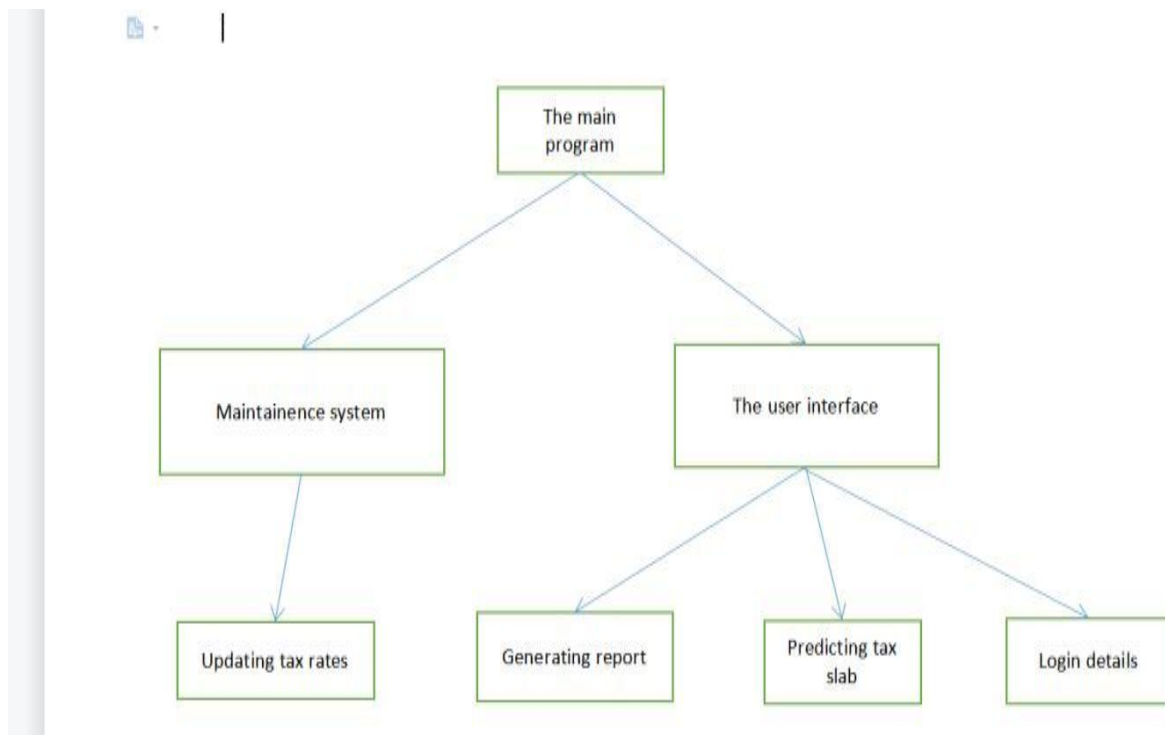 The main
program
Maintainence system
The user interface
Updating tax rates
Generating report
Predicting tax
slab
Login details